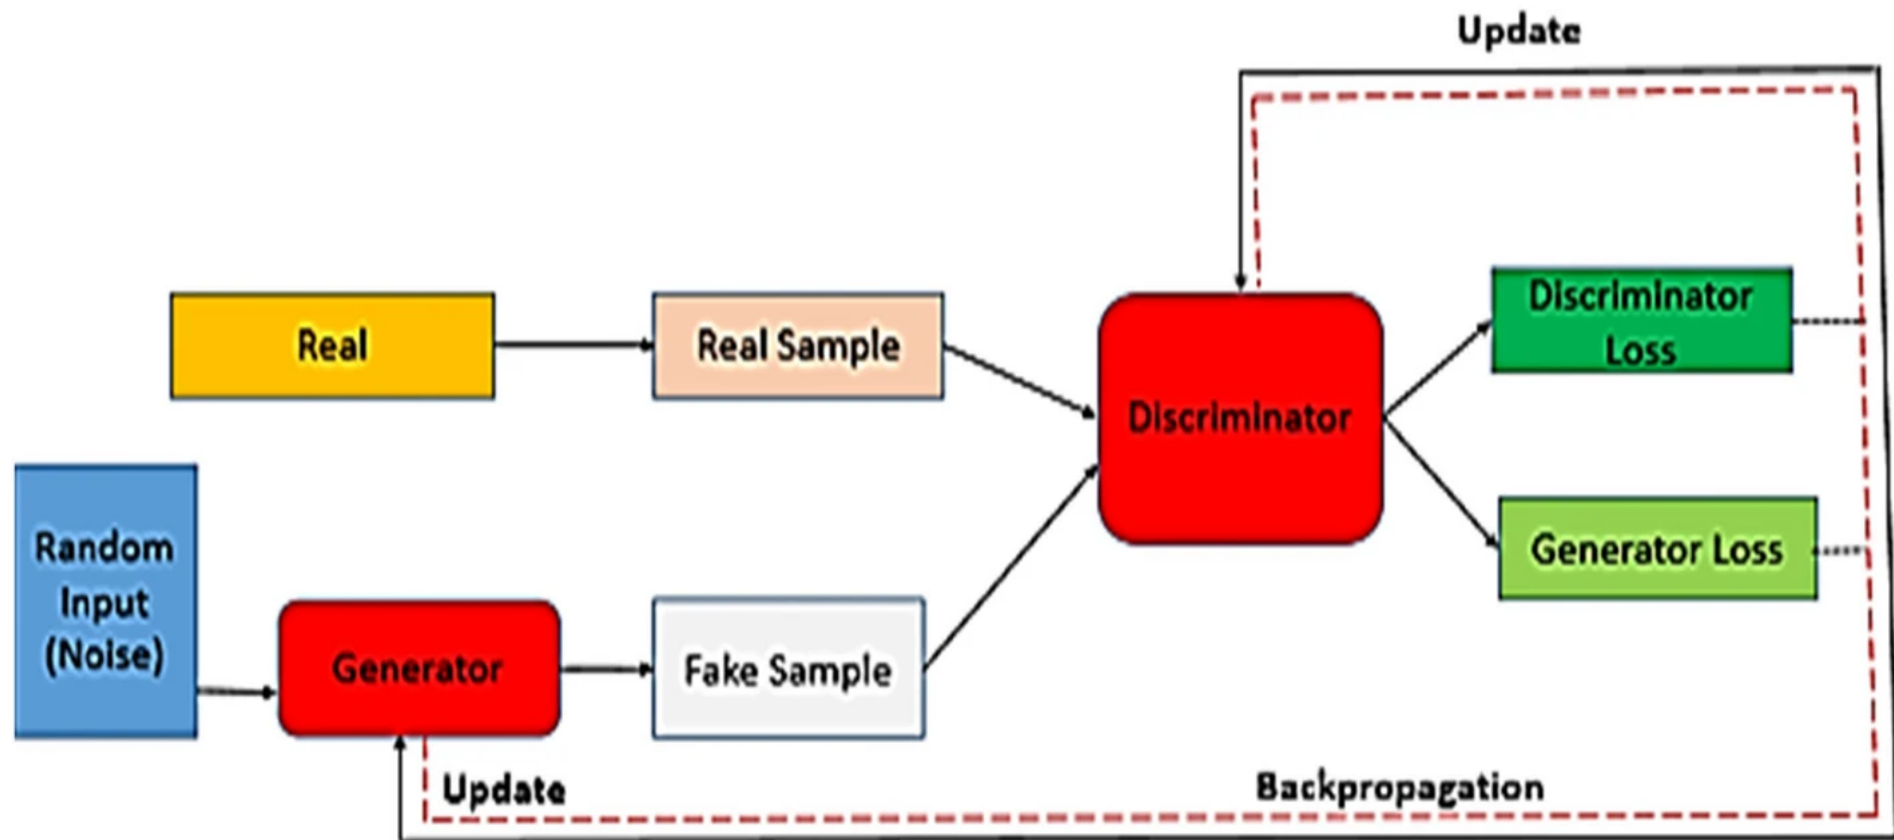 Update
Real
Real Sample
Discriminator
Discriminator
Loss
Generator Loss
Random
Input
(Noise)
Generator
Fake Sample
Update
Backpropagation